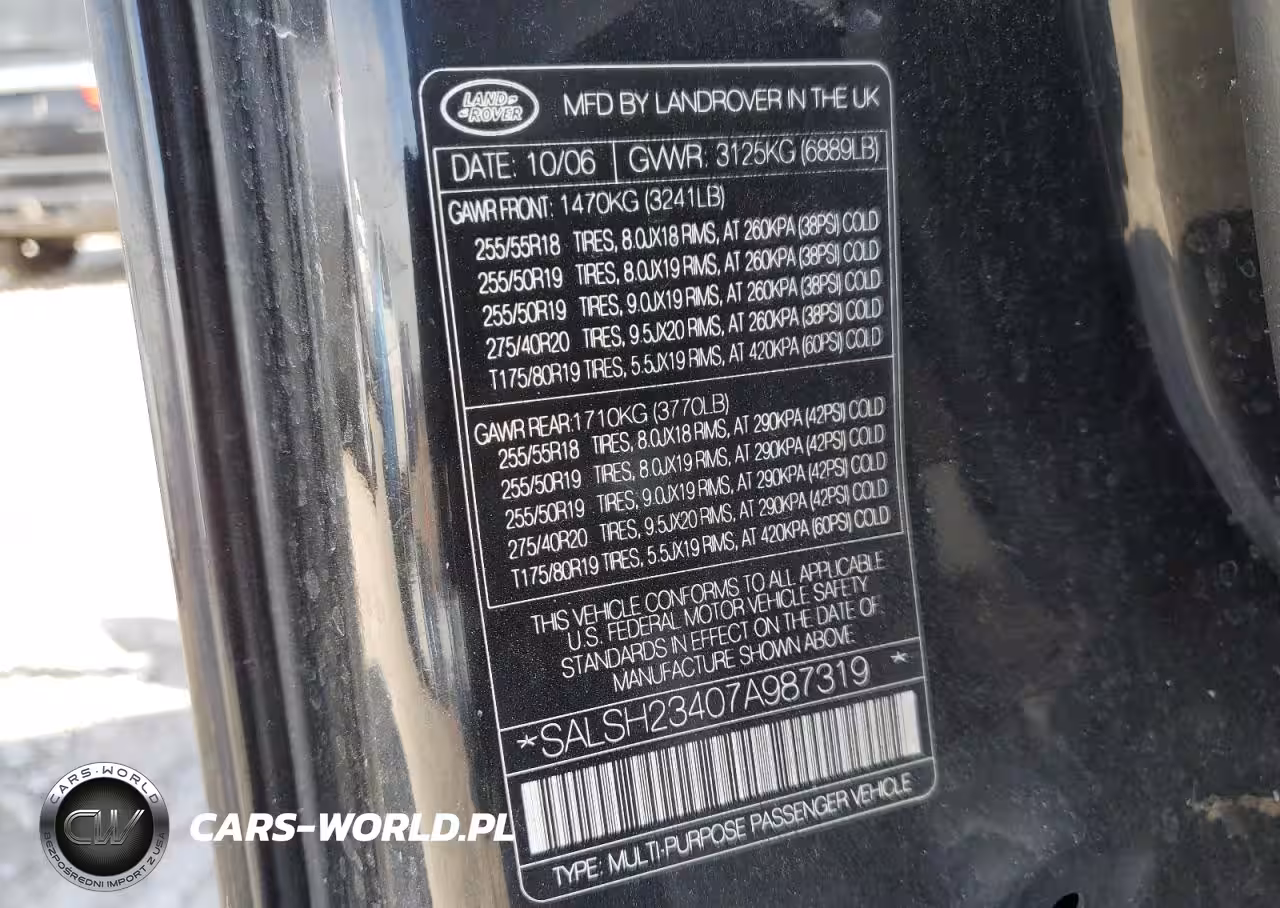 LAND ROVER
MFD BY LANDROVER IN THE UK
DATE: 10/06 GVWR: 3125KG (6889LB)
GAWR FRONT: 1470KG (3241LB)
255/55R18 TIRES, 8.0JX18 RIMS, AT 260KPA (38PSI) COLD
255/50R19 TIRES, 8.0JX19 RIMS, AT 260KPA (38PSI) COLD
255/50R19 TIRES, 9.0JX19 RIMS, AT 260KPA (38PSI) COLD
275/40R20 TIRES, 9.5JX20 RIMS, AT 260KPA (38PSI) COLD
T175/80R19 TIRES, 5.5JX19 RIMS, AT 420KPA (60PSI) COLD
GAWR REAR:1710KG (3770LB)
255/55R18 TIRES, 8.0JX18 RIMS, AT 290KPA (42PSI) COLD
255/50R19 TIRES, 8.0JX19 RIMS, AT 290KPA (42PSI) COLD
255/50R19 TIRES, 9.0JX19 RIMS, AT 290KPA (42PSI) COLD
275/40R20 TIRES, 9.5JX20 RIMS, AT 290KPA (42PSI) COLD
T175/80R19 TIRES, 5.5JX19 RIMS, AT 420KPA (60PSI) COLD
THIS VEHICLE CONFORMS TO ALL APPLICABLE
U.S. FEDERAL MOTOR VEHICLE SAFETY
STANDARDS IN EFFECT ON THE DATE OF
MANUFACTURE SHOWN ABOVE.
*SALSH23407A987319 *
TYPE: MULTI-PURPOSE PASSENGER VEHICLE
CARS-WORLD
CW
BEZPOŚREDNI IMPORT Z USA
CARS-WORLD.PL